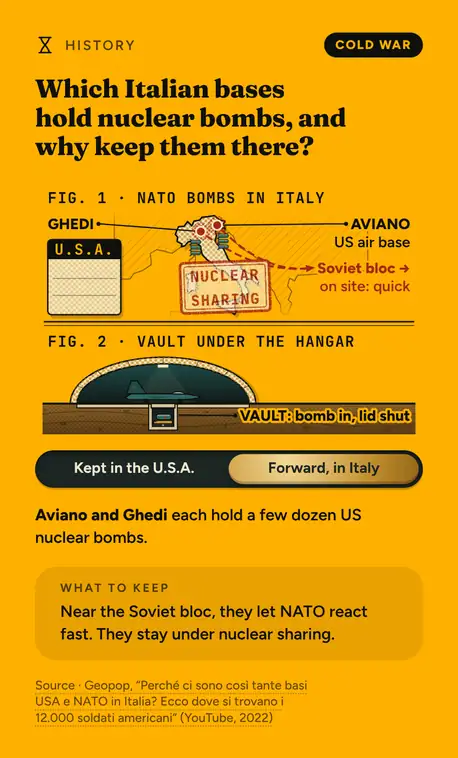 HISTORY
COLD WAR
Which Italian bases
hold nuclear bombs, and
why keep them there?
FIG. 1 · NATO BOMBS IN ITALY
GHEDI
AVIANO
US air base
U.S.A.
Soviet bloc →
on site: quick
NUCLEAR
SHARING
FIG. 2 · VAULT UNDER THE HANGAR
VAULT: bomb in, lid shut
Kept in the U.S.A.
Forward, in Italy
Aviano and Ghedi each hold a few dozen US
nuclear bombs.
WHAT TO KEEP
Near the Soviet bloc, they let NATO react
fast. They stay under nuclear sharing.
Source · Geopop, “Perché ci sono così tante basi
USA e NATO in Italia? Ecco dove si trovano i
12.000 soldati americani” (YouTube, 2022)